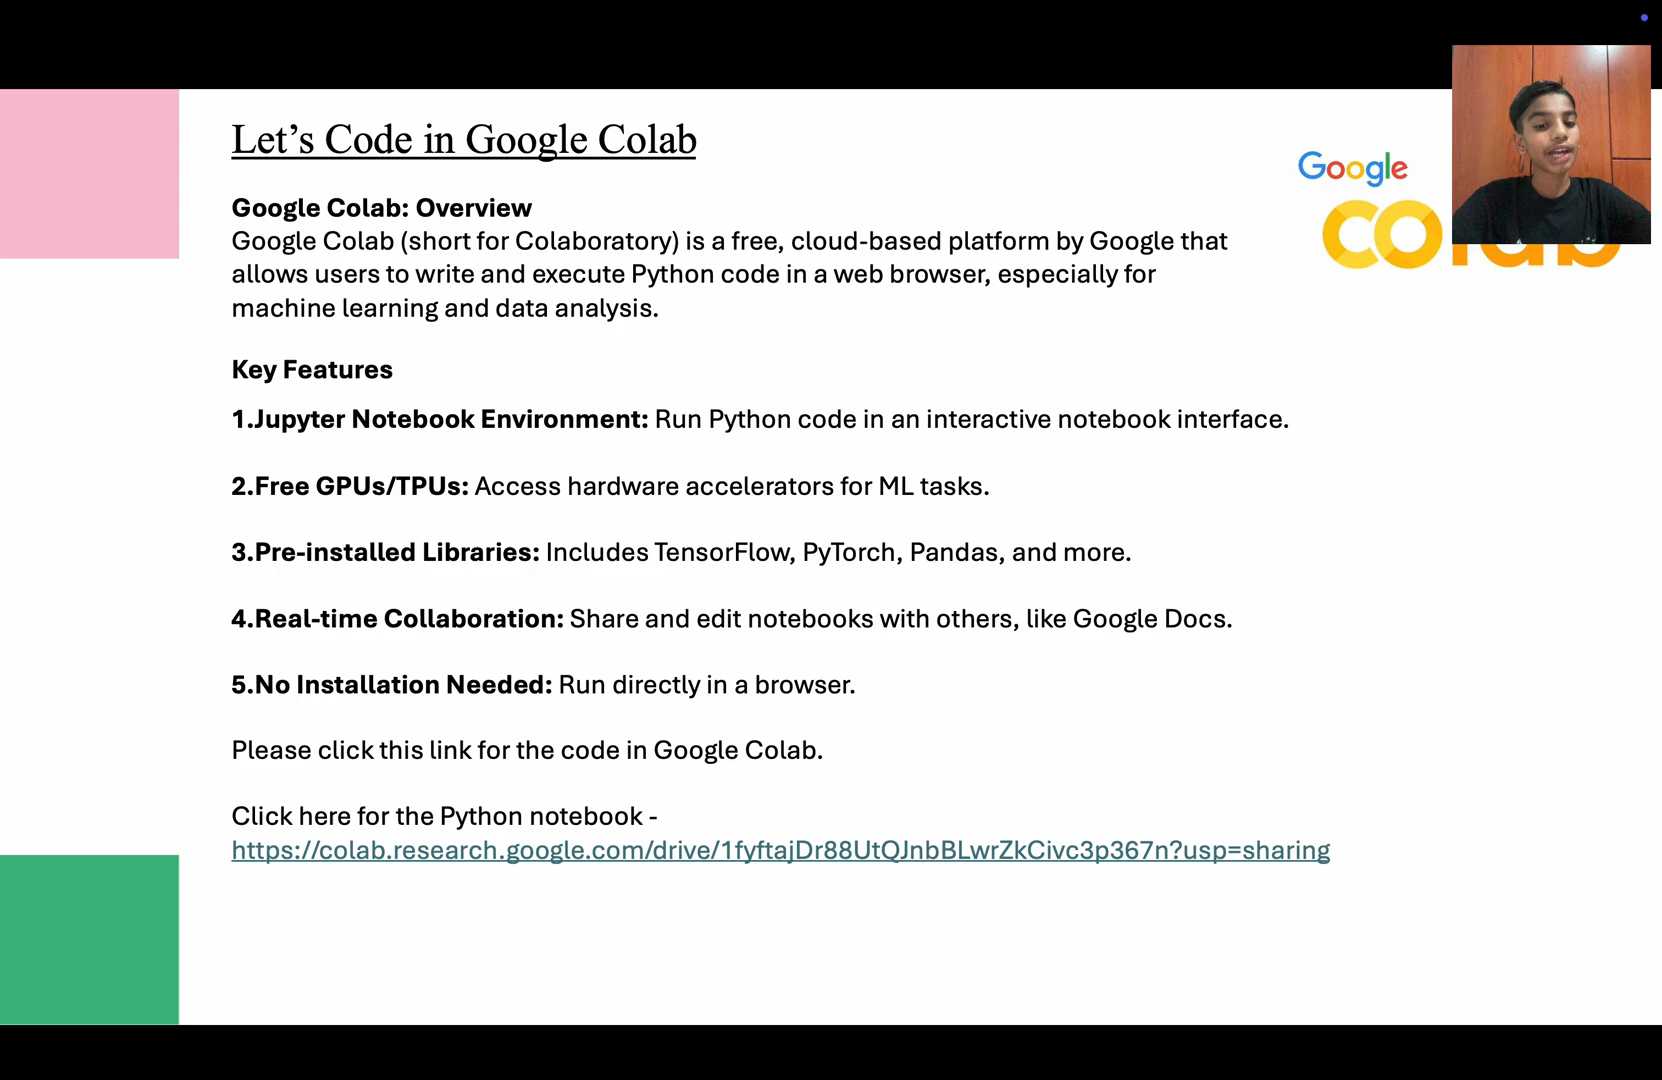 Let’s Code in Google Colab
Google
Google Colab: Overview
Google Colab (short for Colaboratory) is a free, cloud-based platform by Google that
allows users to write and execute Python code in a web browser, especially for
machine learning and data analysis.
Key Features
1.Jupyter Notebook Environment: Run Python code in an interactive notebook interface.
2.Free GPUs/TPUs: Access hardware accelerators for ML tasks.
3.Pre-installed Libraries: Includes TensorFlow, PyTorch, Pandas, and more.
4.Real-time Collaboration: Share and edit notebooks with others, like Google Docs.
5.No Installation Needed: Run directly in a browser.
Please click this link for the code in Google Colab.
Click here for the Python notebook -
https://colab.research.google.com/drive/1fyftajDr88UtQJnbBLwrZkCivc3p367n?usp=sharing